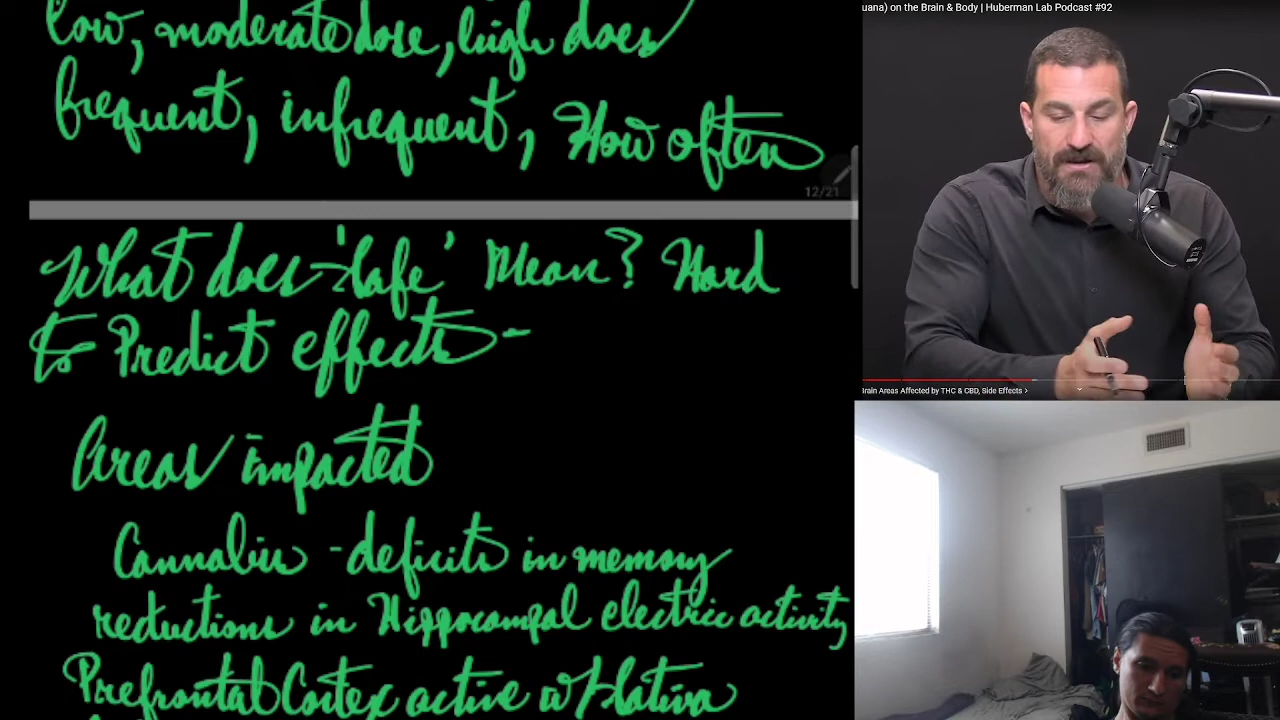 uana) on the Brain & Body | Huberman Lab Podcast #92
low, moderate dose, high does
frequent, infrequent, How often
12/21
What does 'safe' Mean? Hard
to Predict effects-
Areas impacted
Cannabis - deficits in memory
reductions in Hippocampal electric activity
Prefrontal Cortex active w/ Sativa
Brain Areas Affected by THC & CBD, Side Effects >